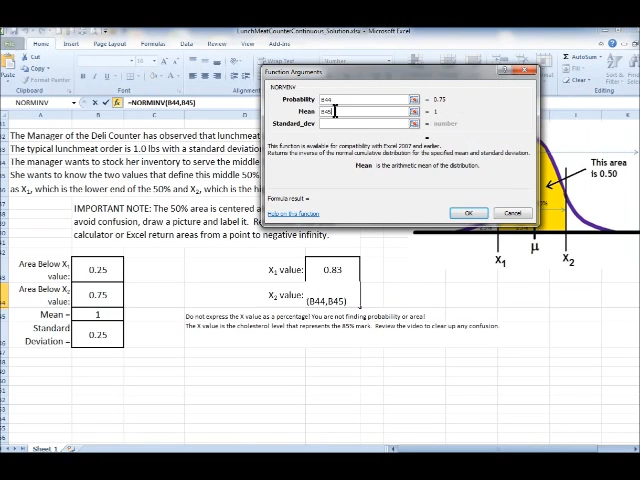 LunchMeatCounterContinuous_Solution.xlsx - Microsoft Excel
File
Home
Insert
Page Layout
Formulas
Data
Review
View
Add-ins
Cut
Copy
Paste
Format Painter
Clipboard
AutoSum
Fill
Clear
NORMINV
=NORMINV(B44,B45)
Function Arguments
NORMINV
Probability B44 = 0.75
Mean B45 = 1
Standard_dev = number
=
This function is available for compatibility with Excel 2007 and earlier.
Returns the inverse of the normal cumulative distribution for the specified mean and standard deviation.
Mean is the arithmetic mean of the distribution.
Formula result =
Help on this function
OK
Cancel
The Manager of the Deli Counter has observed that lunchmeat
The typical lunchmeat order is 1.0 lbs with a standard deviation
The manager wants to stock her inventory to serve the middle
She wants to know the two values that define this middle 50%.
as X1, which is the lower end of the 50% and X2, which is the hig
IMPORTANT NOTE: The 50% area is centered a
avoid confusion, draw a picture and label it. Re
calculator or Excel return areas from a point to negative infinity.
This area
is 0.50
X1
μ
X2
Area Below X1
value:
0.25
X1 value:
0.83
Area Below X2
value:
0.75
X2 value:
(B44,B45)
Mean =
1
Standard
Deviation =
0.25
Do not express the X value as a percentage! You are not finding probability or area!
The X value is the cholesterol level that represents the 85% mark. Review the video to clear up any confusion.
Sheet 1